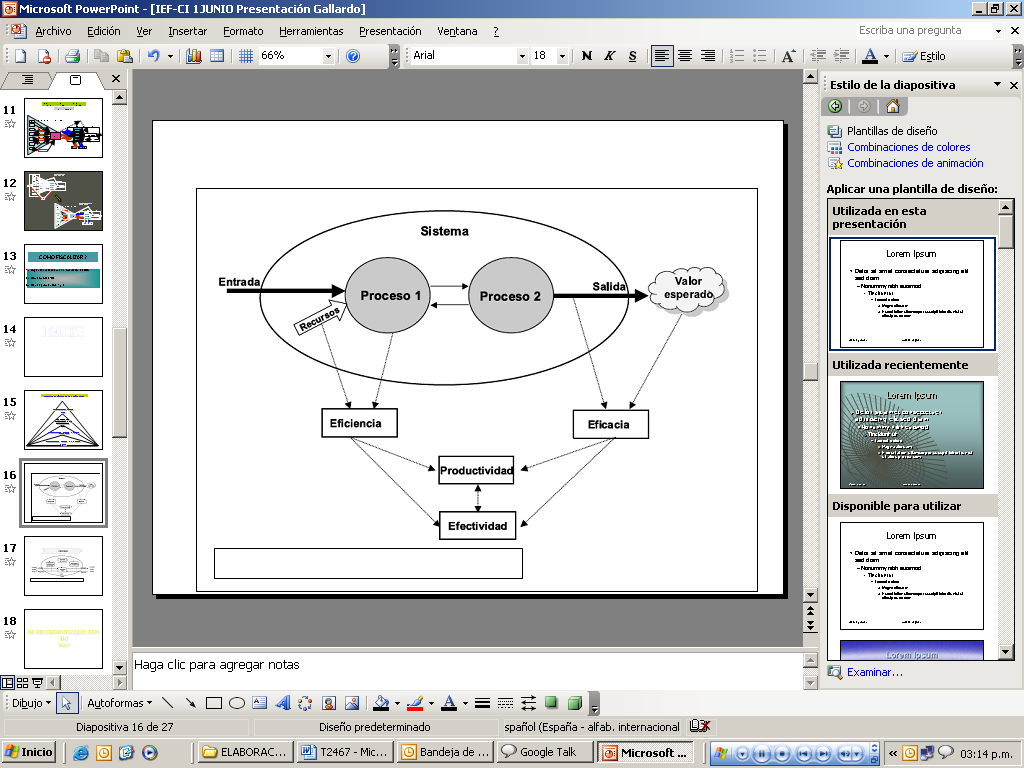 Microsoft PowerPoint - [IEF-CI 1JUNIO Presentación Gallardo]
Archivo Edición Ver Insertar Formato Herramientas Presentación Ventana ?
Escriba una pregunta
66%
Arial
18
N K S
Estilo
11
12
13
14
15
16
17
18
Sistema
Entrada
Proceso 1
Proceso 2
Salida
Valor
esperado
Recursos
Eficiencia
Eficacia
Productividad
Efectividad
Haga clic para agregar notas
Estilo de la diapositiva
Plantillas de diseño
Combinaciones de colores
Combinaciones de animación
Aplicar una plantilla de diseño:
Utilizada en esta
presentación
Lorem Ipsum
Utilizada recientemente
Lorem Ipsum
Disponible para utilizar
Lorem Ipsum
Lorem Ipsum
Examinar...
Dibujo
Autoformas
Diapositiva 16 de 27
Diseño predeterminado
spañol (España - alfab. internacional
Inicio
ELABORAC...
T2467 - Mic...
Bandeja de ...
Google Talk
Microsoft ...
03:14 p.m.